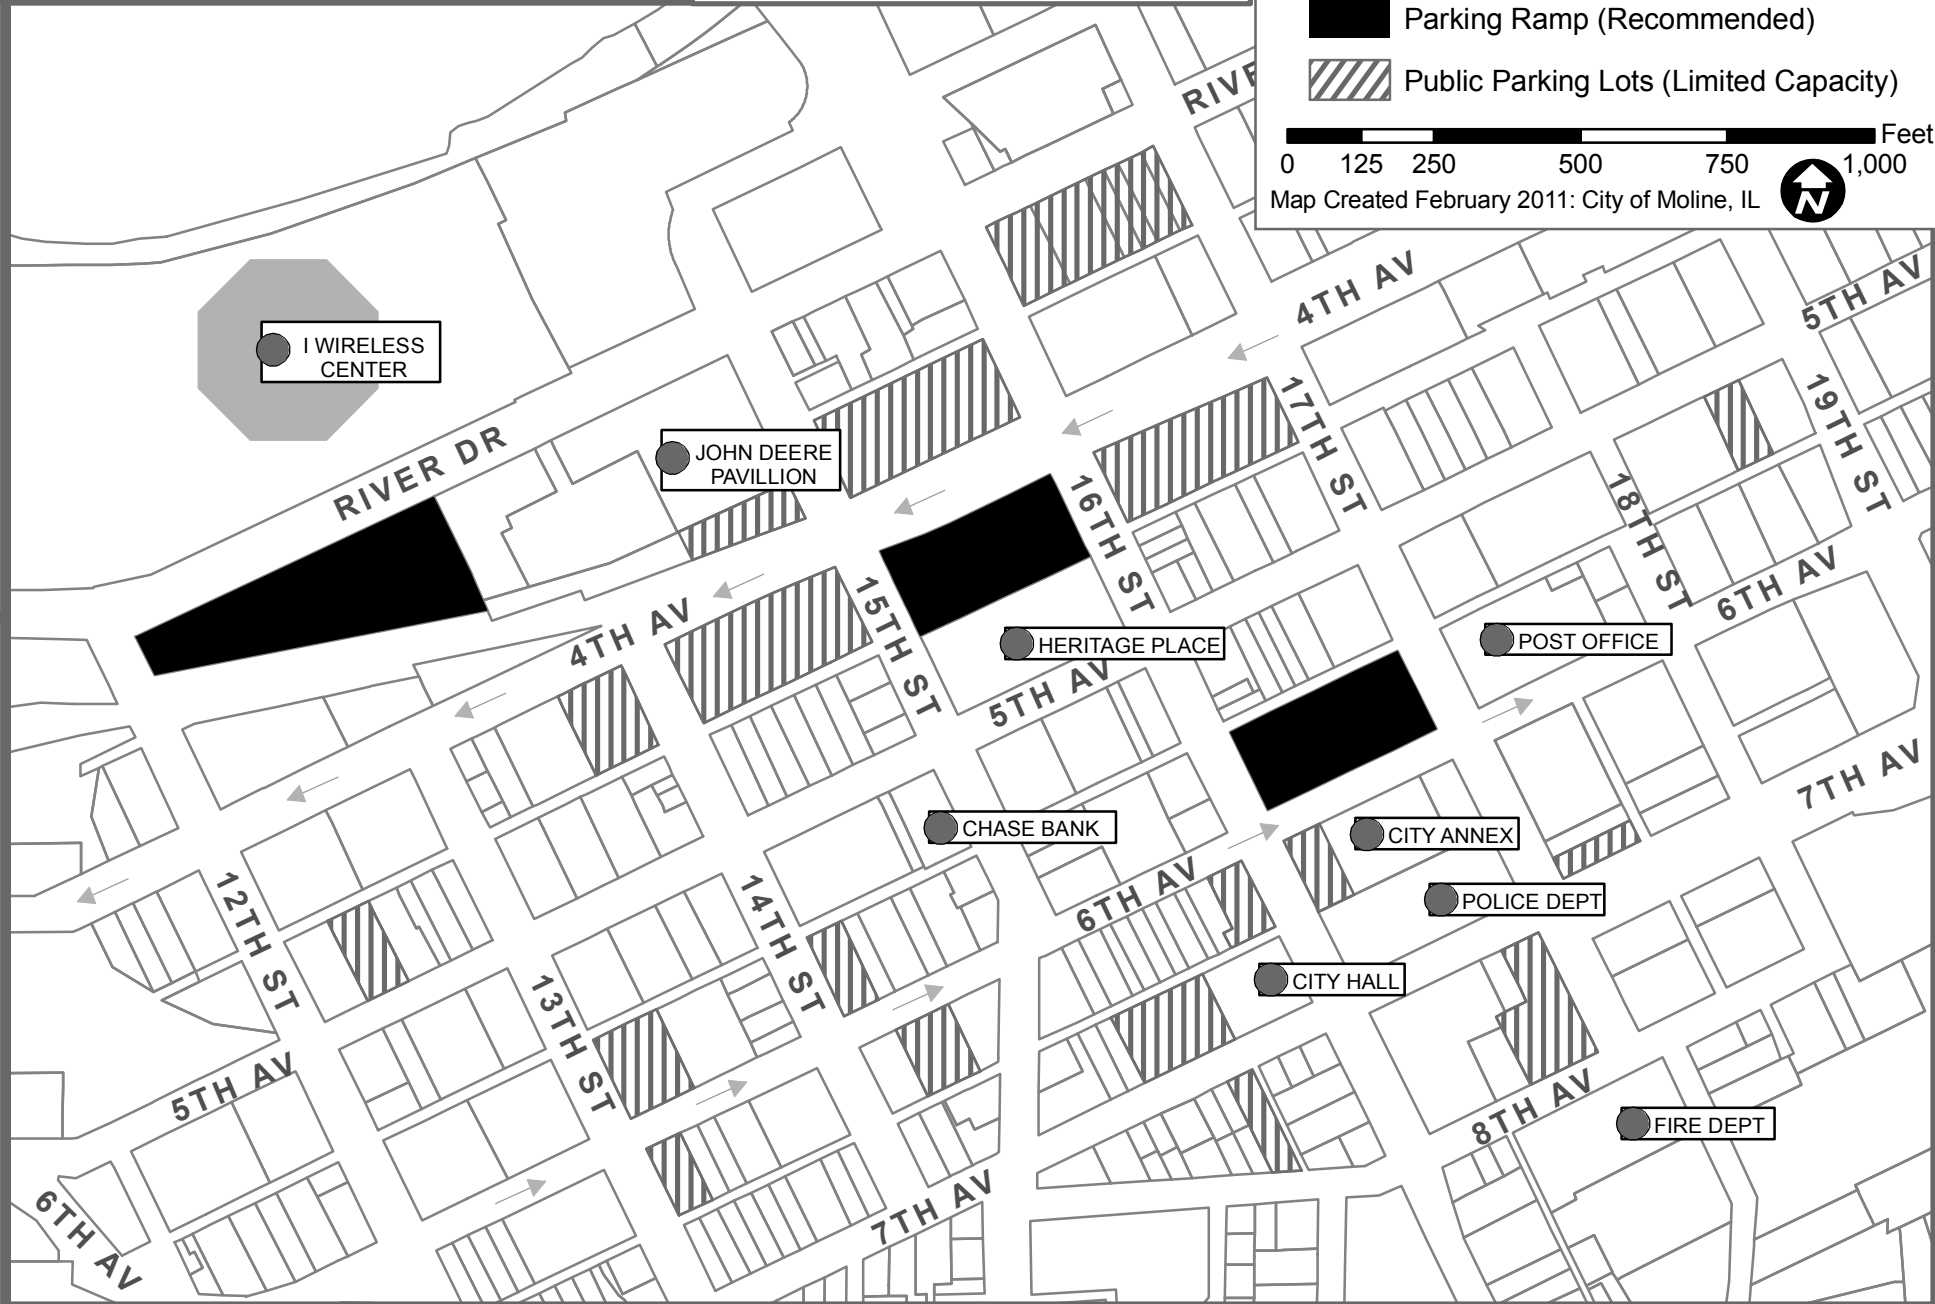 Parking Ramp (Recommended)
Public Parking Lots (Limited Capacity)
Feet
0 125 250 500 750 1,000
Map Created February 2011: City of Moline, IL
N
4TH AV
5TH AV
I WIRELESS
CENTER
17TH ST
19TH ST
RIVER DR
JOHN DEERE
PAVILLION
16TH ST
18TH ST
6TH AV
15TH ST
4TH AV
HERITAGE PLACE
POST OFFICE
5TH AV
7TH AV
CHASE BANK
CITY ANNEX
12TH ST
14TH ST
6TH AV
POLICE DEPT
13TH ST
CITY HALL
5TH AV
8TH AV
FIRE DEPT
6TH AV
7TH AV